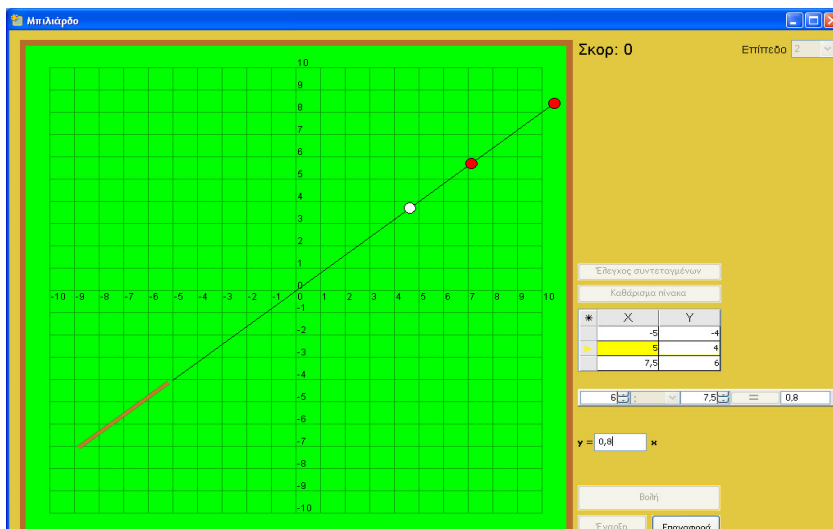 Μπιλιάρδο
Σκορ: 0
Επίπεδο 2
10
9
8
6
5
4
3
2
1
0
-10 -9 -8 -7 -6 -5 -4 -3 -2 -1 0 1 2 3 4 5 6 7 8 9 10
-1
-2
-3
-4
-5
-6
-7
-8
-9
-10
Έλεγχος συντεταγμένων
Καθάρισμα πίνακα
* X Y
-5 -4
5 4
7,5 6
6 : 7,5 = 0,8
y = 0,8 x
Βολή
Έναρξη Επαναφορά